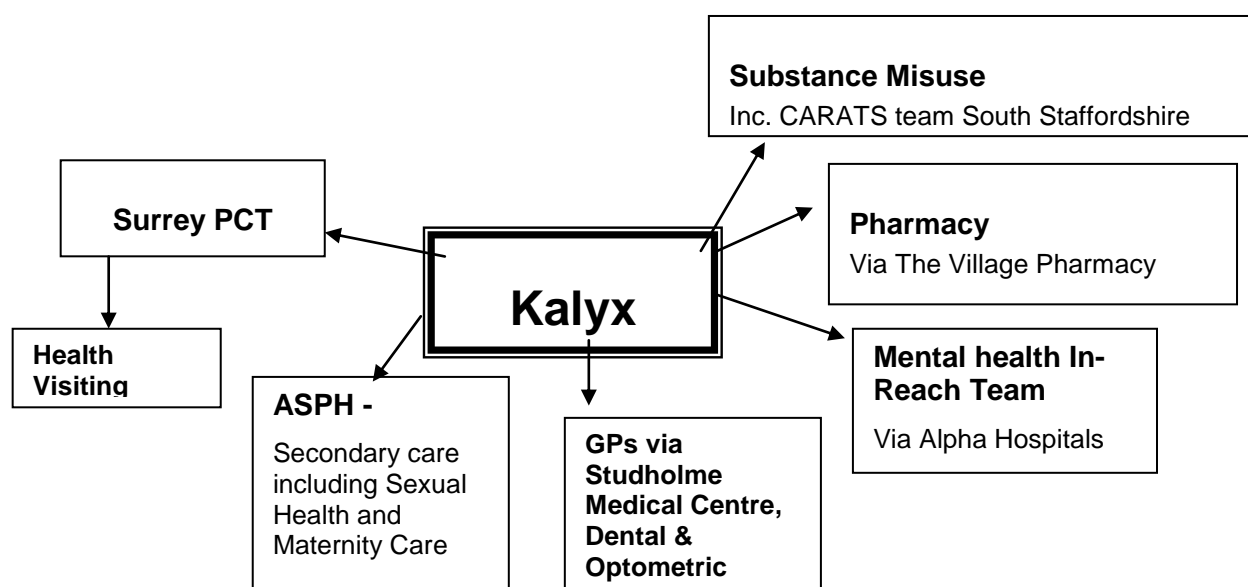 Substance Misuse
Inc. CARATS team South Staffordshire
Surrey PCT
Pharmacy
Via The Village Pharmacy
Kalyx
Health
Visiting
Mental health In-
Reach Team
Via Alpha Hospitals
ASPH -
Secondary care
including Sexual
Health and
Maternity Care
GPs via
Studholme
Medical Centre,
Dental &
Optometric